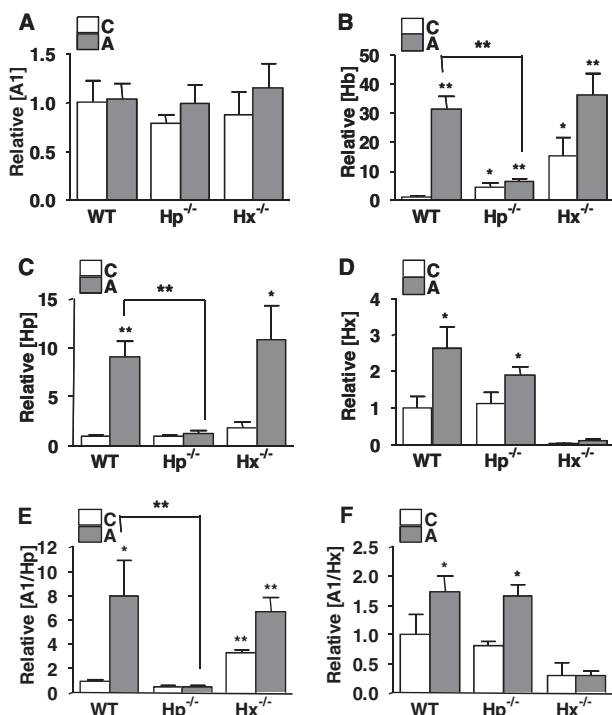 A
C
A
Relative [A1]
1.5
1.0
0.5
0.0
WT
Hp-/-
Hx-/-
B
C
A
Relative [Hb]
50
40
30
20
10
0
**
**
*
**
*
**
WT
Hp-/-
Hx-/-
C
C
A
Relative [Hp]
15
10
5
0
**
**
*
WT
Hp-/-
Hx-/-
D
C
A
Relative [Hx]
4
3
2
1
0
*
*
WT
Hp-/-
Hx-/-
E
C
A
Relative [A1/Hp]
12
10
8
6
4
2
0
*
**
**
**
WT
Hp-/-
Hx-/-
F
C
A
Relative [A1/Hx]
2.5
2.0
1.5
1.0
0.5
0.0
*
*
WT
Hp-/-
Hx-/-